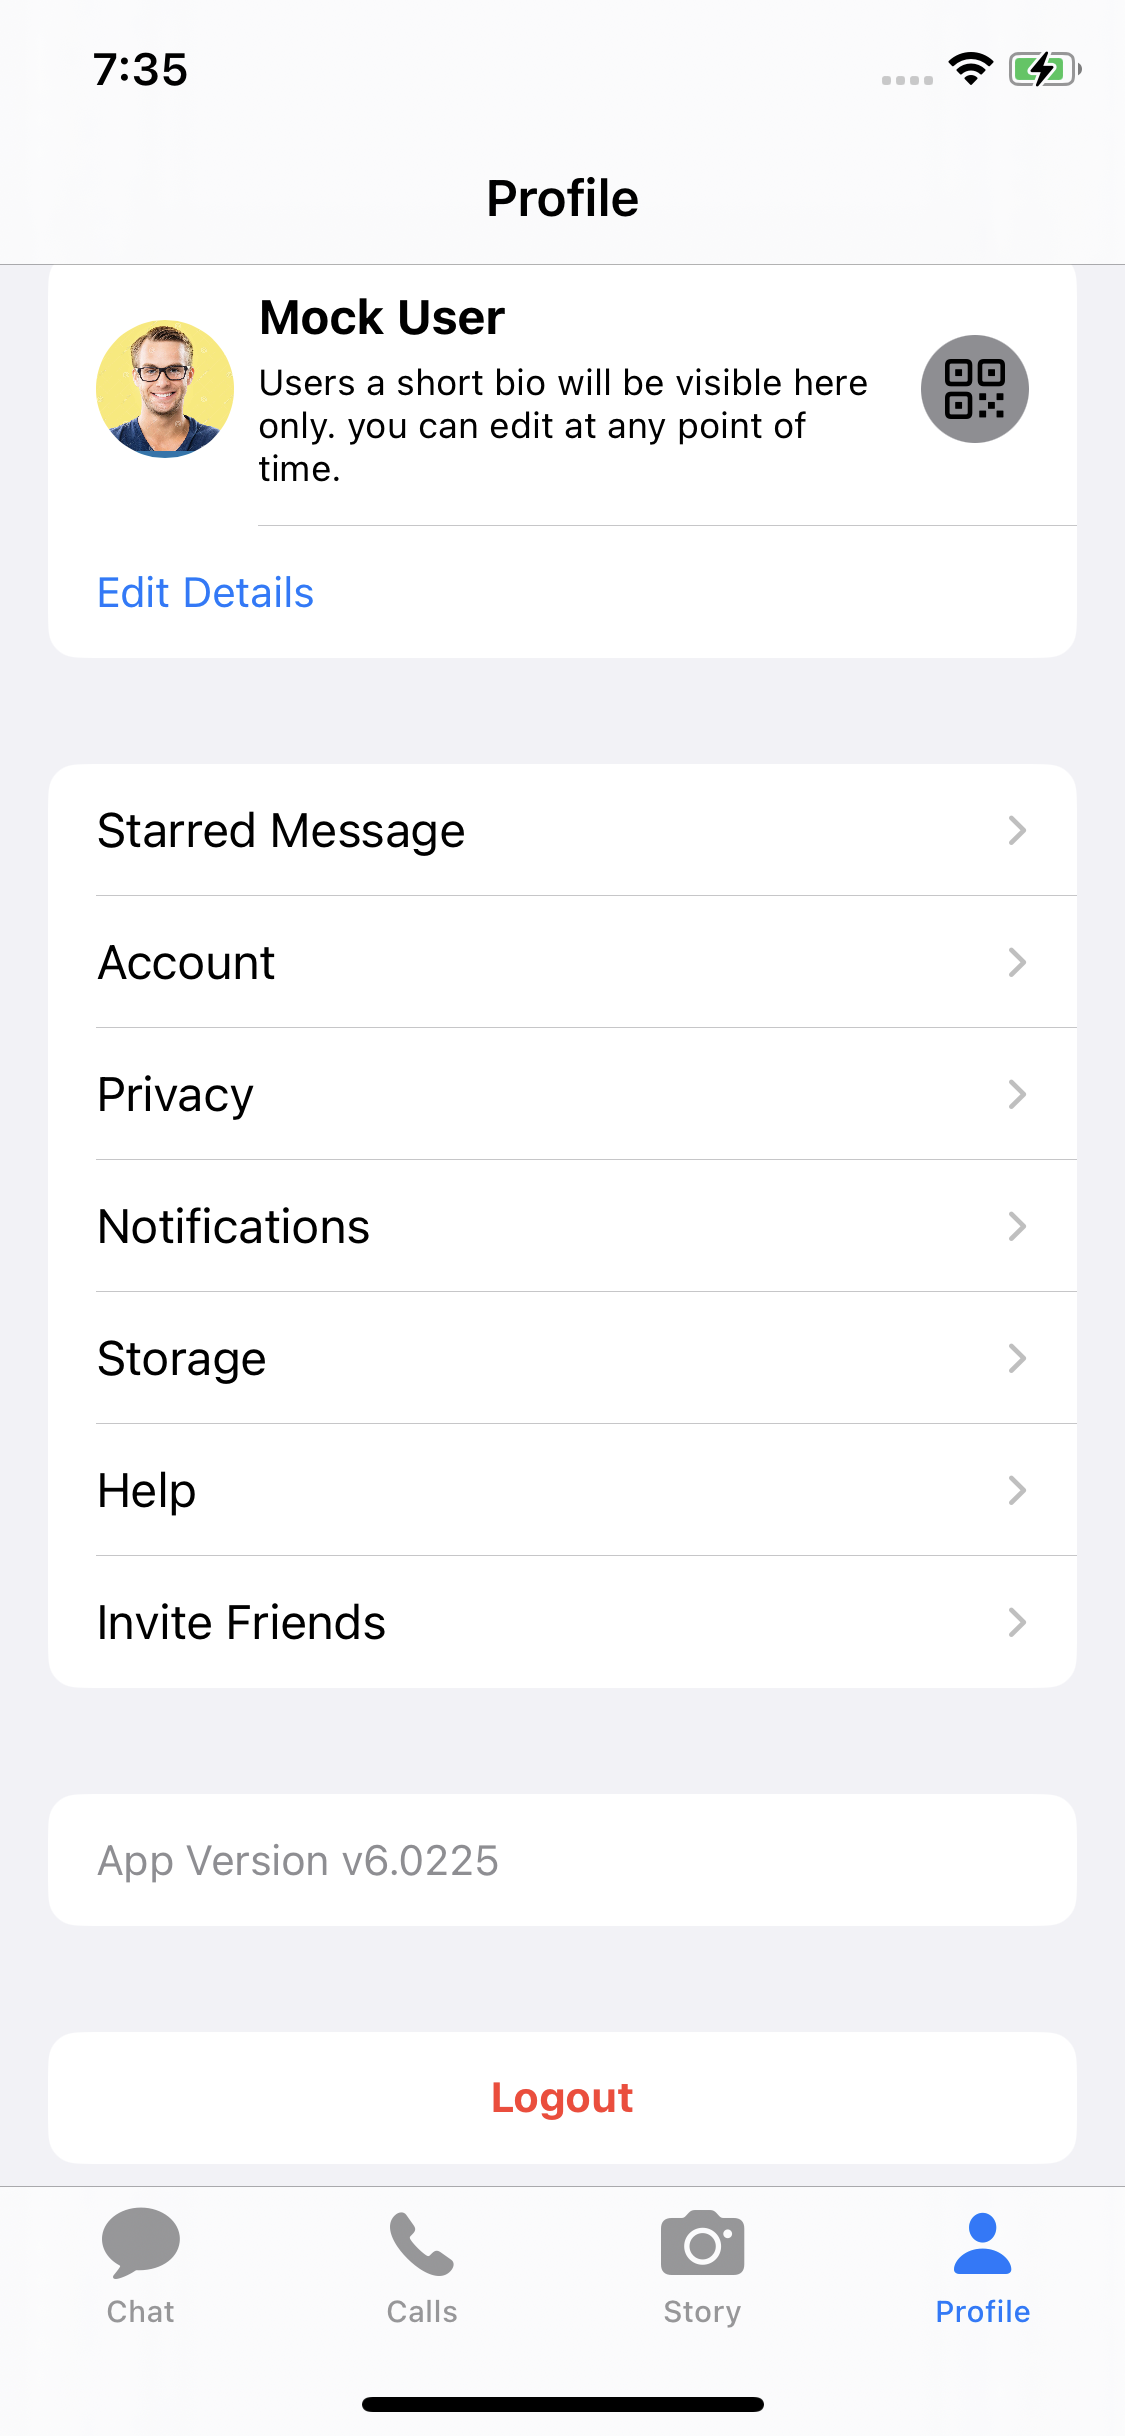 7:35
Profile
Mock User
Users a short bio will be visible here
only. you can edit at any point of
time.
Edit Details
Starred Message
Account
Privacy
Notifications
Storage
Help
Invite Friends
App Version v6.0225
Logout
Chat
Calls
Story
Profile